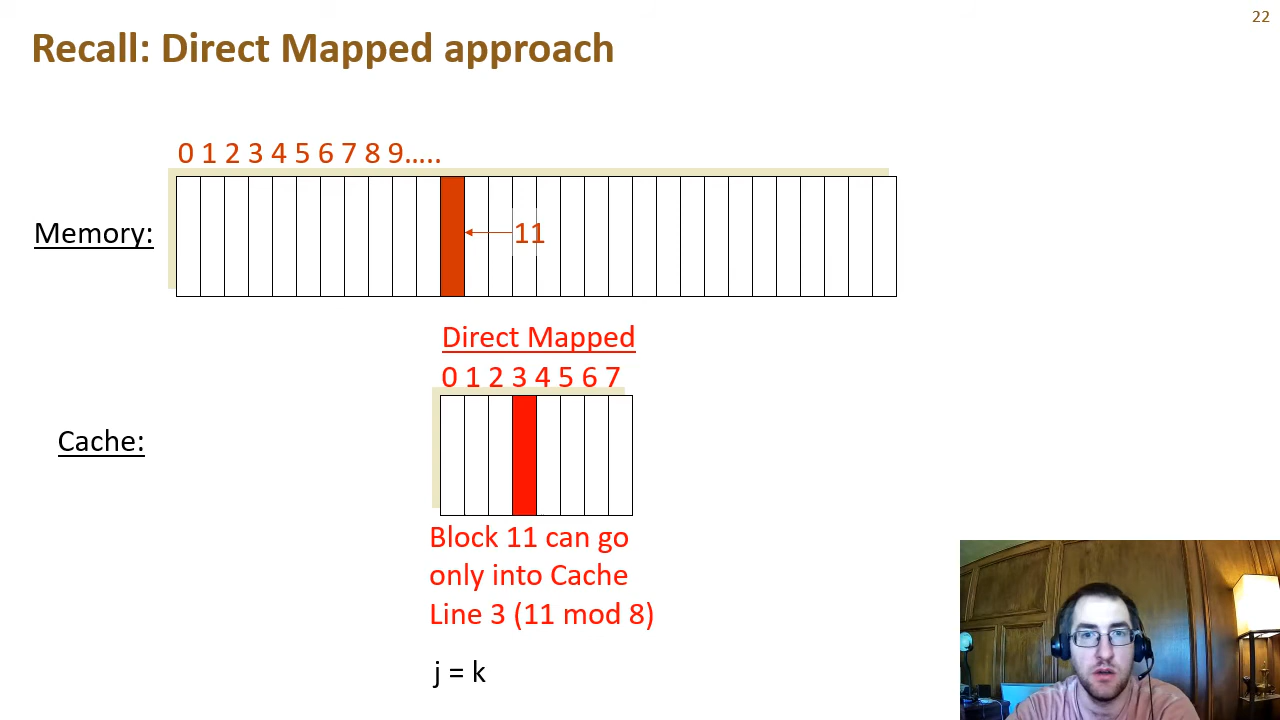 22
Recall: Direct Mapped approach
0 1 2 3 4 5 6 7 8 9…..
Memory:
11
Direct Mapped
0 1 2 3 4 5 6 7
Cache:
Block 11 can go
only into Cache
Line 3 (11 mod 8)
j = k